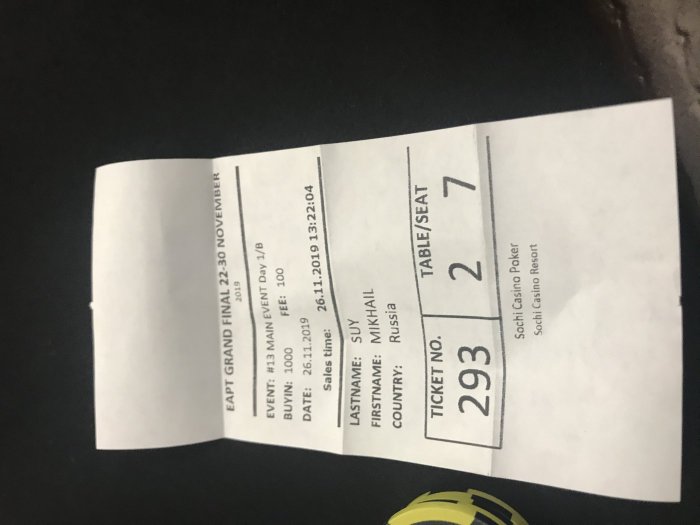 EAPT GRAND FINAL 22-30 NOVEMBER
2019
EVENT: #13 MAIN EVENT Day 1/B
BUYIN: 1000 FEE: 100
DATE: 26.11.2019
Sales time: 26.11.2019 13:22:04
LASTNAME: SUY
FIRSTNAME: MIKHAIL
COUNTRY: Russia
TICKET NO. TABLE/SEAT
293 2 7
Sochi Casino Poker
Sochi Casino Resort